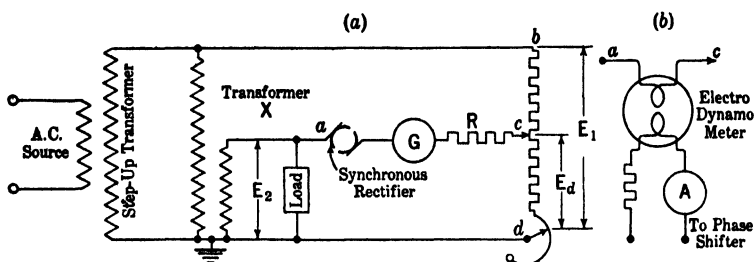 (a)
(b)
b
a
c
Step-Up Transformer
Transformer
X
A.C.
Source
a
G
R
c
E1
E2
Load
Synchronous
Rectifier
Ed
d
Electro
Dynamo
Meter
A
To Phase
Shifter